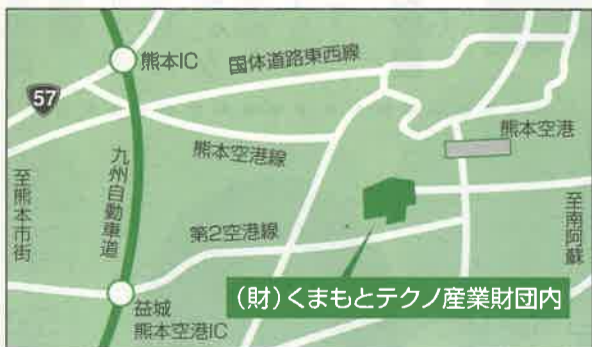 熊本IC
国体道路東西線
57
熊本空港
熊本空港線
九州自動車道
至熊本市街
至南阿蘇
第2空港線
(財)くまもとテクノ産業財団内
益城
熊本空港IC